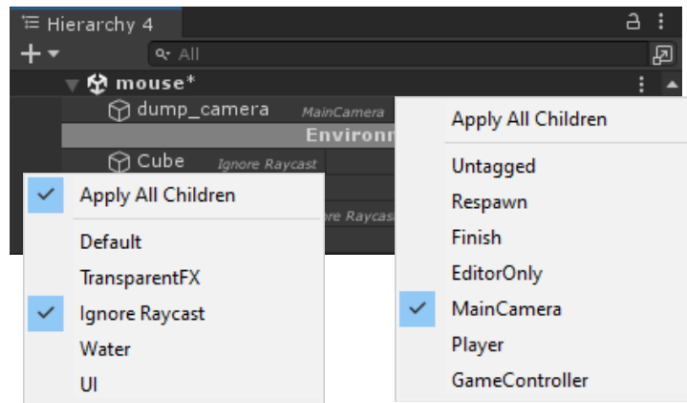 Hierarchy 4
All
mouse*
dump_camera MainCamera
Environ
Cube Ignore Raycast
Apply All Children
Default
TransparentFX
Ignore Raycast
Water
UI
Apply All Children
Untagged
Respawn
Finish
EditorOnly
MainCamera
Player
GameController